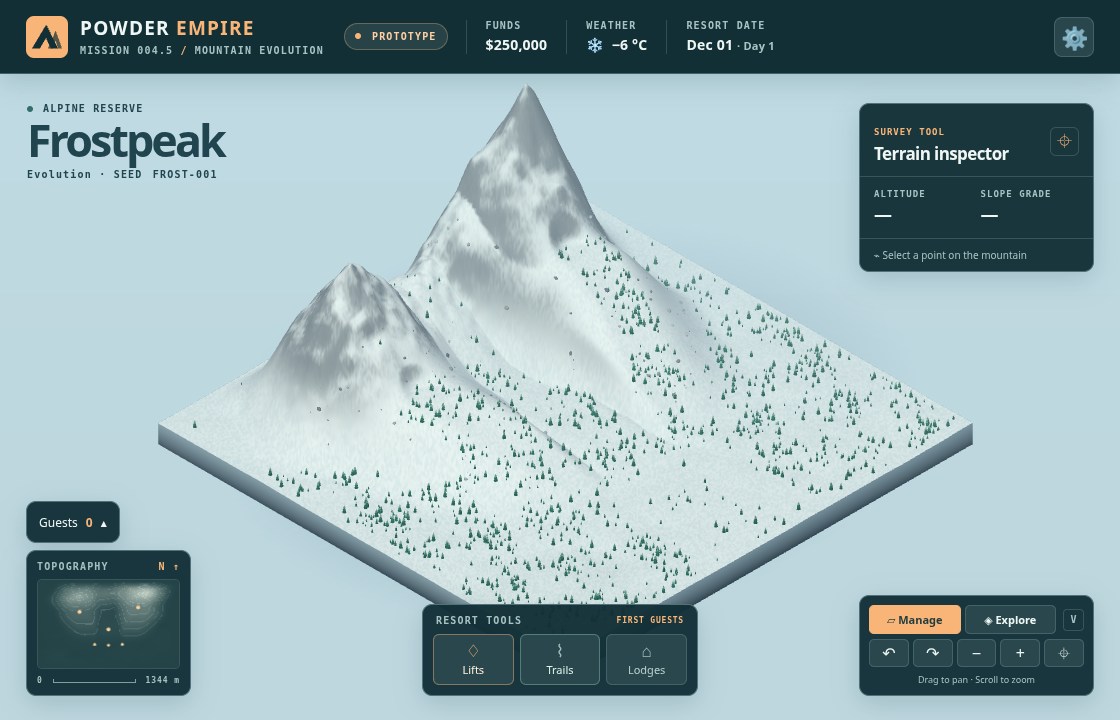 POWDER EMPIRE
MISSION 004.5 / MOUNTAIN EVOLUTION
PROTOTYPE
FUNDS
$250,000
WEATHER
−6 °C
RESORT DATE
Dec 01 · Day 1
ALPINE RESERVE
Frostpeak
Evolution · SEED FROST-001
SURVEY TOOL
Terrain inspector
ALTITUDE
—
SLOPE GRADE
—
Select a point on the mountain
Guests 0 ▲
TOPOGRAPHY N ↑
0 1344 m
RESORT TOOLS FIRST GUESTS
Lifts
Trails
Lodges
Manage
Explore
V
↶ ↷ − +
Drag to pan · Scroll to zoom